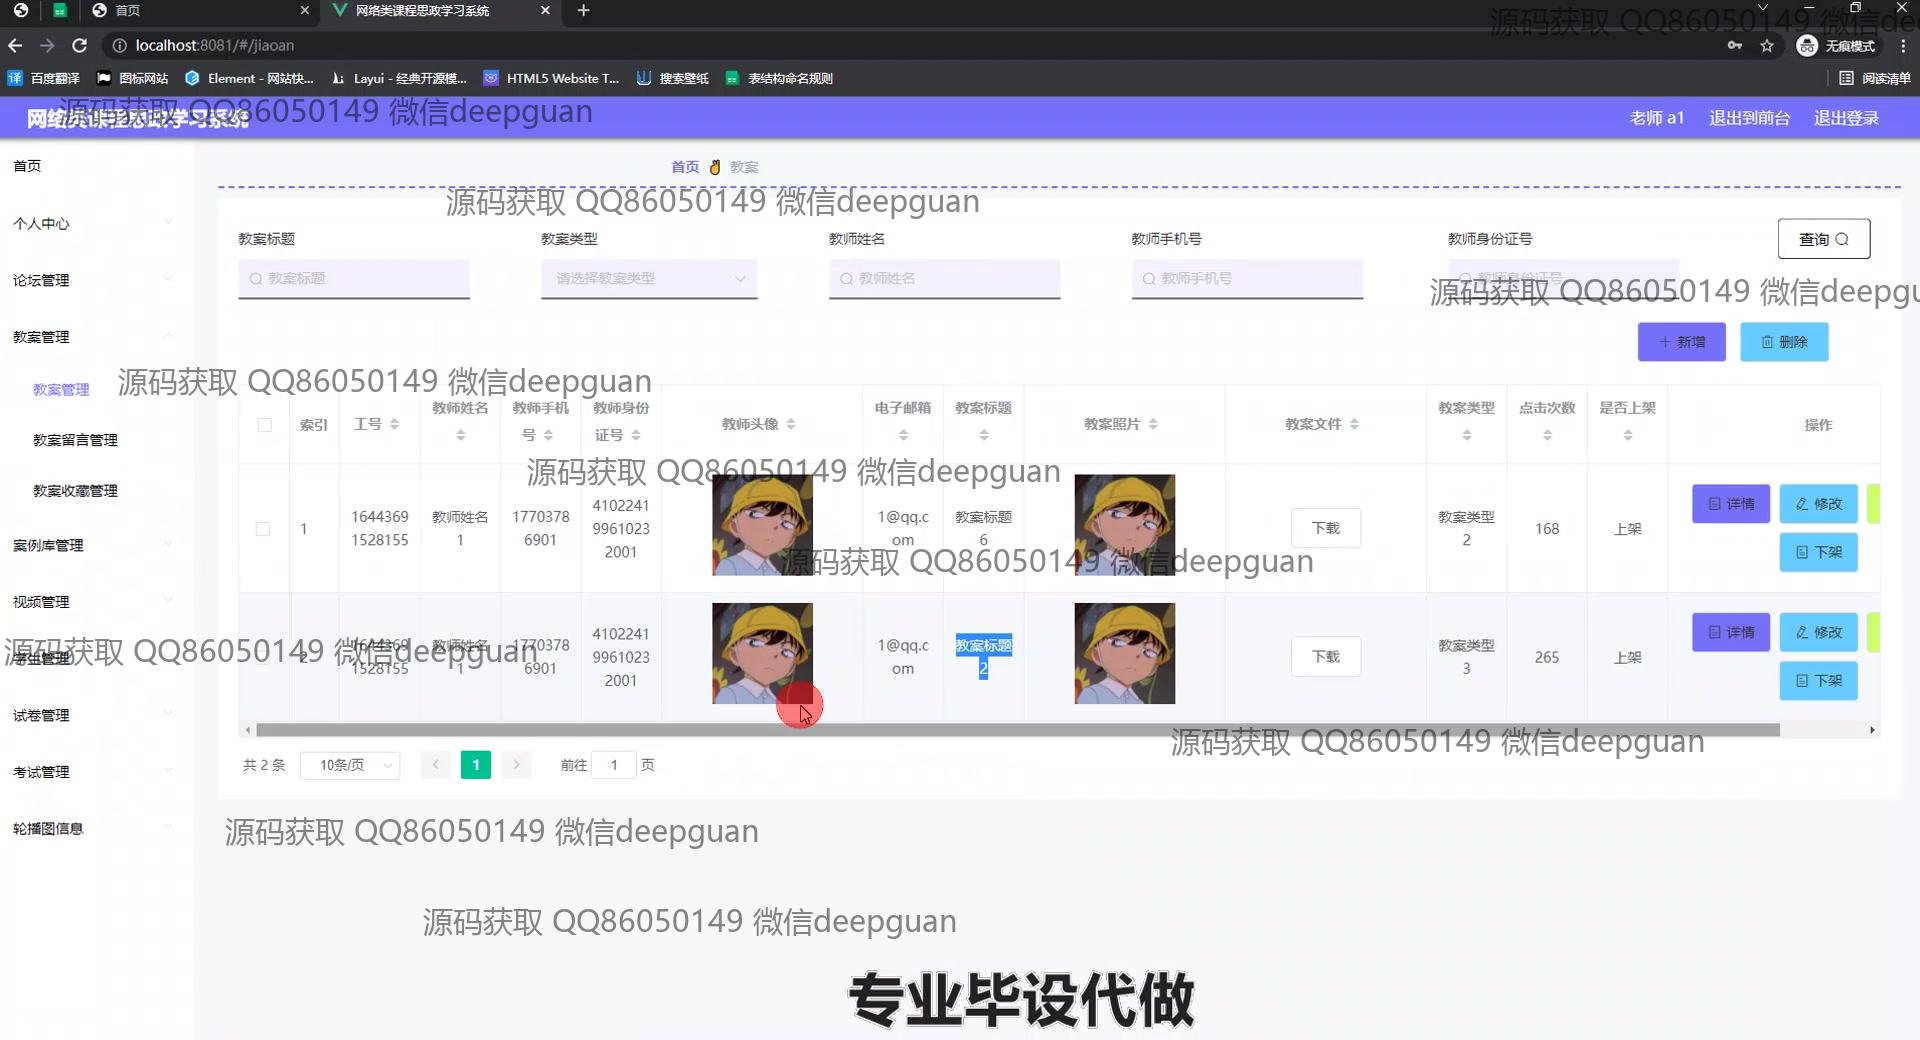 首页
网络类课程思政学习系统
localhost:8081/#/jiaoan
无痕模式
百度翻译
图标网站
Element - 网站快...
Layui - 经典开源模...
HTML5 Website T...
搜索壁纸
表结构命名规则
阅读清单
源码获取 QQ86050149 微信de
网络类课程思政学习系统
源码获取 QQ86050149 微信deepguan
老师 a1
退出到前台
退出登录
首页
个人中心
论坛管理
教案管理
教案管理
教案留言管理
教案收藏管理
案例库管理
视频管理
学生管理
试卷管理
考试管理
轮播图信息
首页 教案
源码获取 QQ86050149 微信deepguan
教案标题 教案类型 教师姓名 教师手机号 教师身份证号
教案标题 请选择教案类型 教师姓名 教师手机号 教师身份证号
查询
源码获取 QQ86050149 微信deepgu
新增 删除
源码获取 QQ86050149 微信deepguan
索引 工号 教师姓名 教师手机号 教师身份证号 教师头像 电子邮箱 教案标题 教案照片 教案文件 教案类型 点击次数 是否上架 操作
源码获取 QQ86050149 微信deepguan
1 16443691528155 教师姓名1 17703786901 410224199610232001 1@qq.com 教案标题6 下载 教案类型2 168 上架 详情 修改 下架
源码获取 QQ86050149 微信deepguan
2 16443691528155 教师姓名1 17703786901 410224199610232001 1@qq.com 教案标题2 下载 教案类型3 265 上架 详情 修改 下架
源码获取 QQ86050149 微信deepguan
源码获取 QQ86050149 微信deepguan
共 2 条 10条/页 1 前往 1 页
源码获取 QQ86050149 微信deepguan
源码获取 QQ86050149 微信deepguan
专业毕设代做